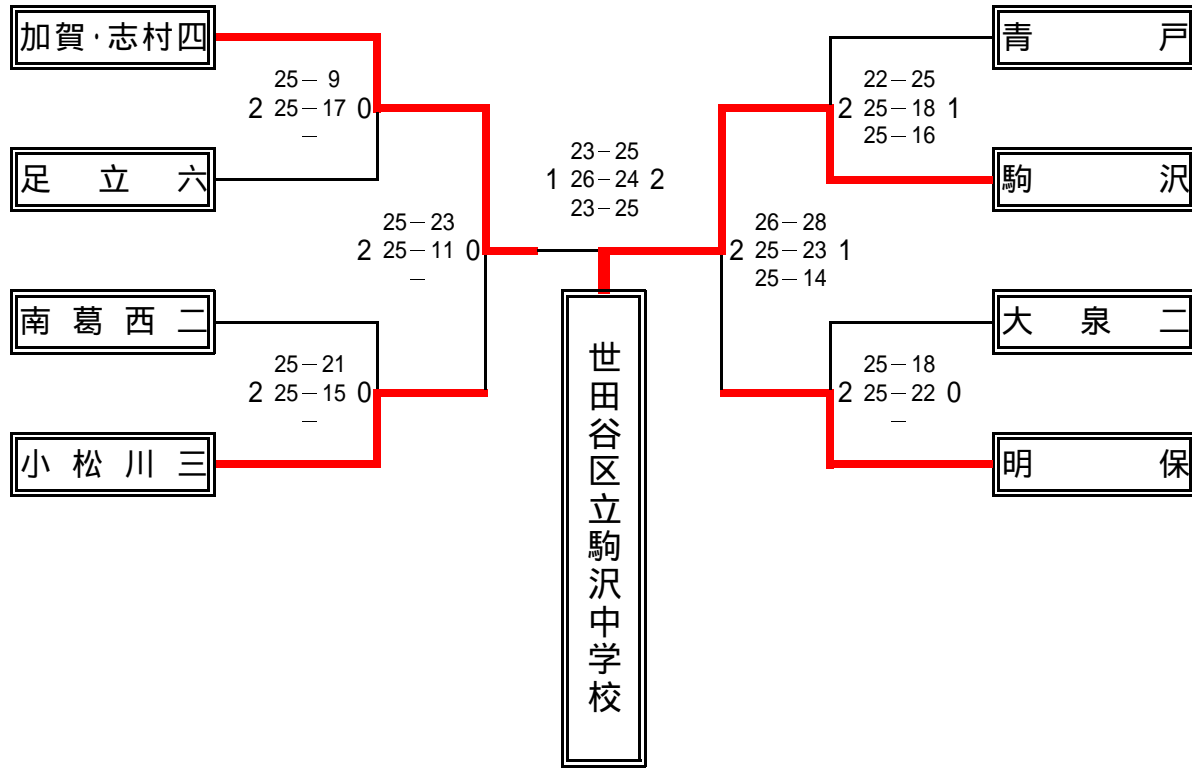 加賀・志村四
25－9
2 25－17 0
－
足立六
25－23
2 25－11 0
－
南葛西二
25－21
2 25－15 0
－
小松川三
23－25
1 26－24 2
23－25
世田谷区立駒沢中学校
青戸
22－25
2 25－18 1
25－16
駒沢
26－28
2 25－23 1
25－14
大泉二
25－18
2 25－22 0
－
明保